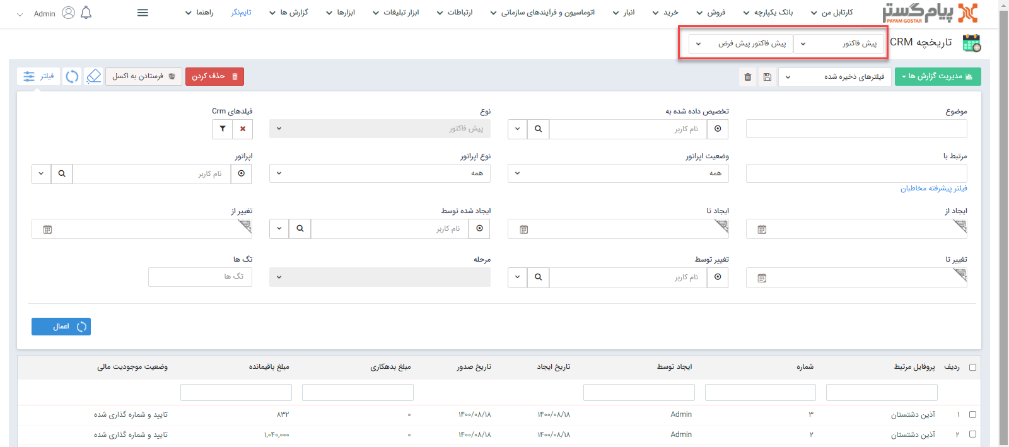 پیام‌گستر
PAYAM GOSTAR
کارتابل من
بانک یکپارچه
فروش
خرید
انبار
اتوماسیون و فرایندهای سازمانی
ارتباطات
ابزار تبلیغات
ابزارها
گزارش ها
تایم‌نگر
راهنما
Admin
تاریخچه CRM
پیش فاکتور
پیش فاکتور پیش فرض
مدیریت گزارش ها
فیلترهای ذخیره شده
حذف کردن
فرستادن به اکسل
فیلتر
موضوع
تخصیص داده شده به
نوع
فیلدهای Crm
نام کاربر
پیش فاکتور
مرتبط با
وضعیت اپراتور
نوع اپراتور
اپراتور
همه
همه
نام کاربر
فیلتر پیشرفته مخاطبان
ایجاد از
ایجاد تا
ایجاد شده توسط
تغییر از
نام کاربر
تغییر تا
تغییر توسط
مرحله
تگ ها
نام کاربر
تگ ها
اعمال
ردیف
پروفایل مرتبط
شماره
ایجاد توسط
تاریخ ایجاد
تاریخ صدور
مبلغ بدهکاری
مبلغ باقیمانده
وضعیت موجودیت مالی
۱ آذین دشتستان ۳ Admin ۱۴۰۰/۰۸/۱۸ ۱۴۰۰/۰۸/۱۸ ۰ ۸۳۲ تایید و شماره گذاری شده
۲ آذین دشتستان ۲ Admin ۱۴۰۰/۰۸/۱۸ ۱۴۰۰/۰۸/۱۸ ۰ ۱,۰۴۰,۰۰۰ تایید و شماره گذاری شده